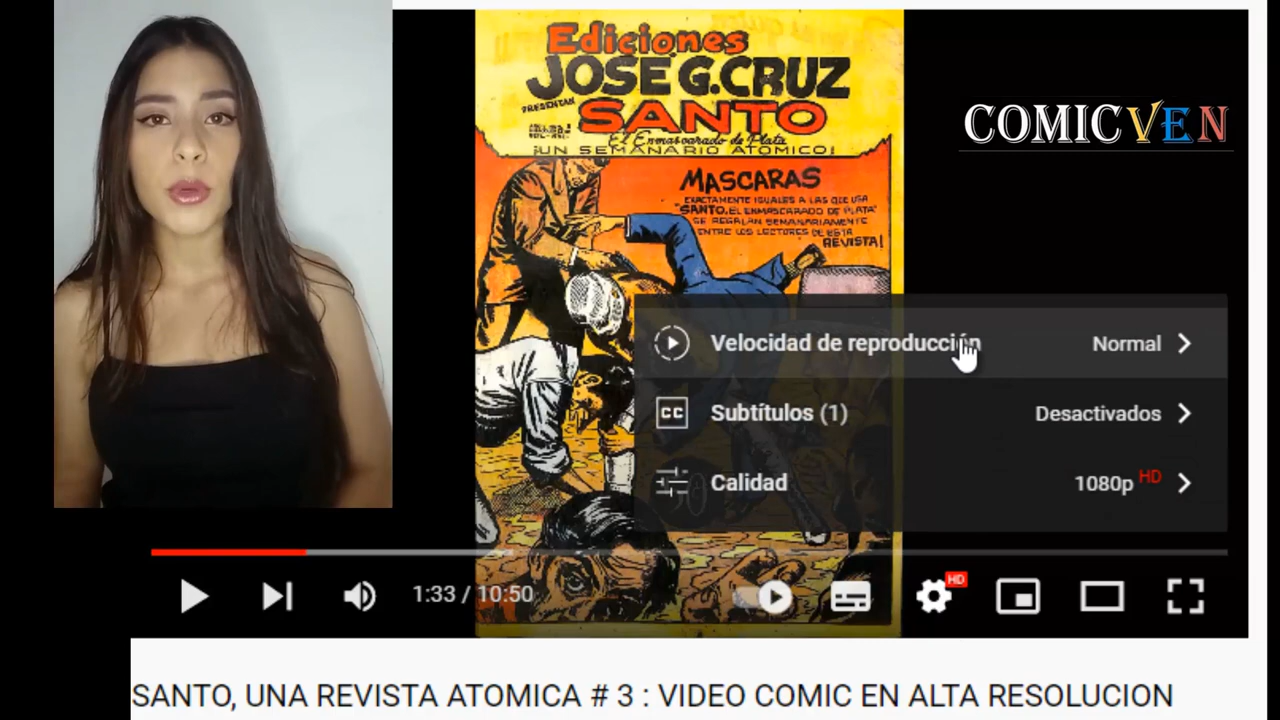 Ediciones
JOSE G. CRUZ
PRESENTAN
SANTO
El Enmascarado de Plata
¡UN SEMANARIO ATOMICO!
MASCARAS
EXACTAMENTE IGUALES A LAS QUE USA
"SANTO, EL ENMASCARADO DE PLATA"
SE REGALAN SEMANARIAMENTE
ENTRE LOS LECTORES DE ESTA
REVISTA!
COMICVEN
Velocidad de reproducción Normal
Subtítulos (1) Desactivados
Calidad 1080p HD
1:33 / 10:50
HD
SANTO, UNA REVISTA ATOMICA # 3 : VIDEO COMIC EN ALTA RESOLUCION